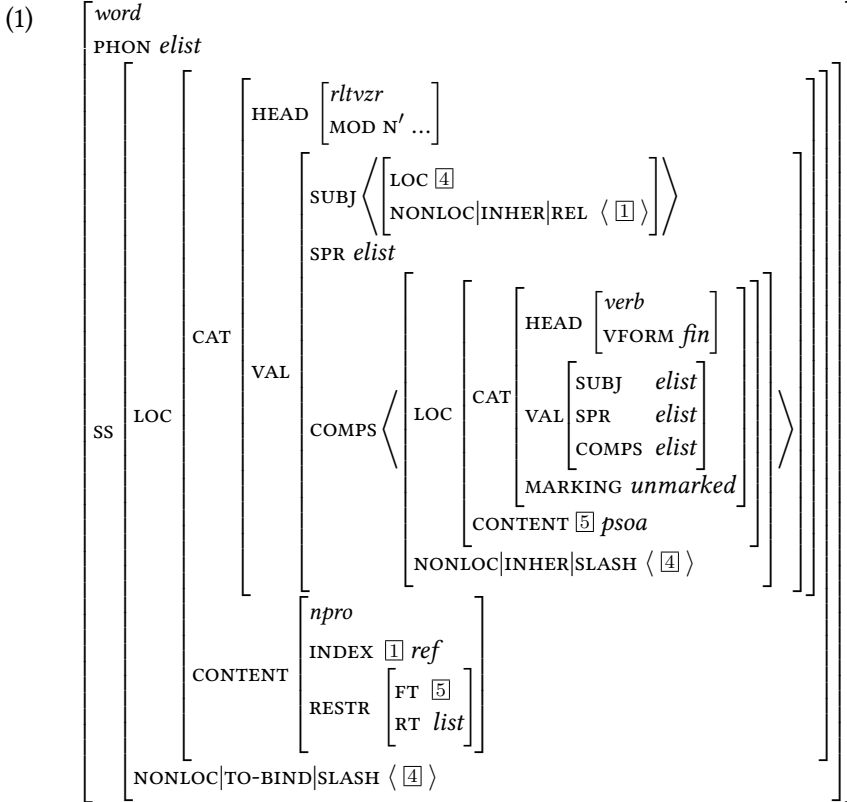 (1)
word
PHON elist
HEAD rltvzr
MOD N′ ...
SUBJ ⟨ LOC 4
NONLOC|INHER|REL ⟨ 1 ⟩ ⟩
SPR elist
HEAD verb
VFORM fin
CAT
VAL
SUBJ elist
SS LOC COMPS ⟨ LOC CAT VAL SPR elist ⟩
COMPS elist
MARKING unmarked
CONTENT 5 psoa
NONLOC|INHER|SLASH ⟨ 4 ⟩
npro
INDEX 1 ref
CONTENT
RESTR FT 5
RT list
NONLOC|TO-BIND|SLASH ⟨ 4 ⟩